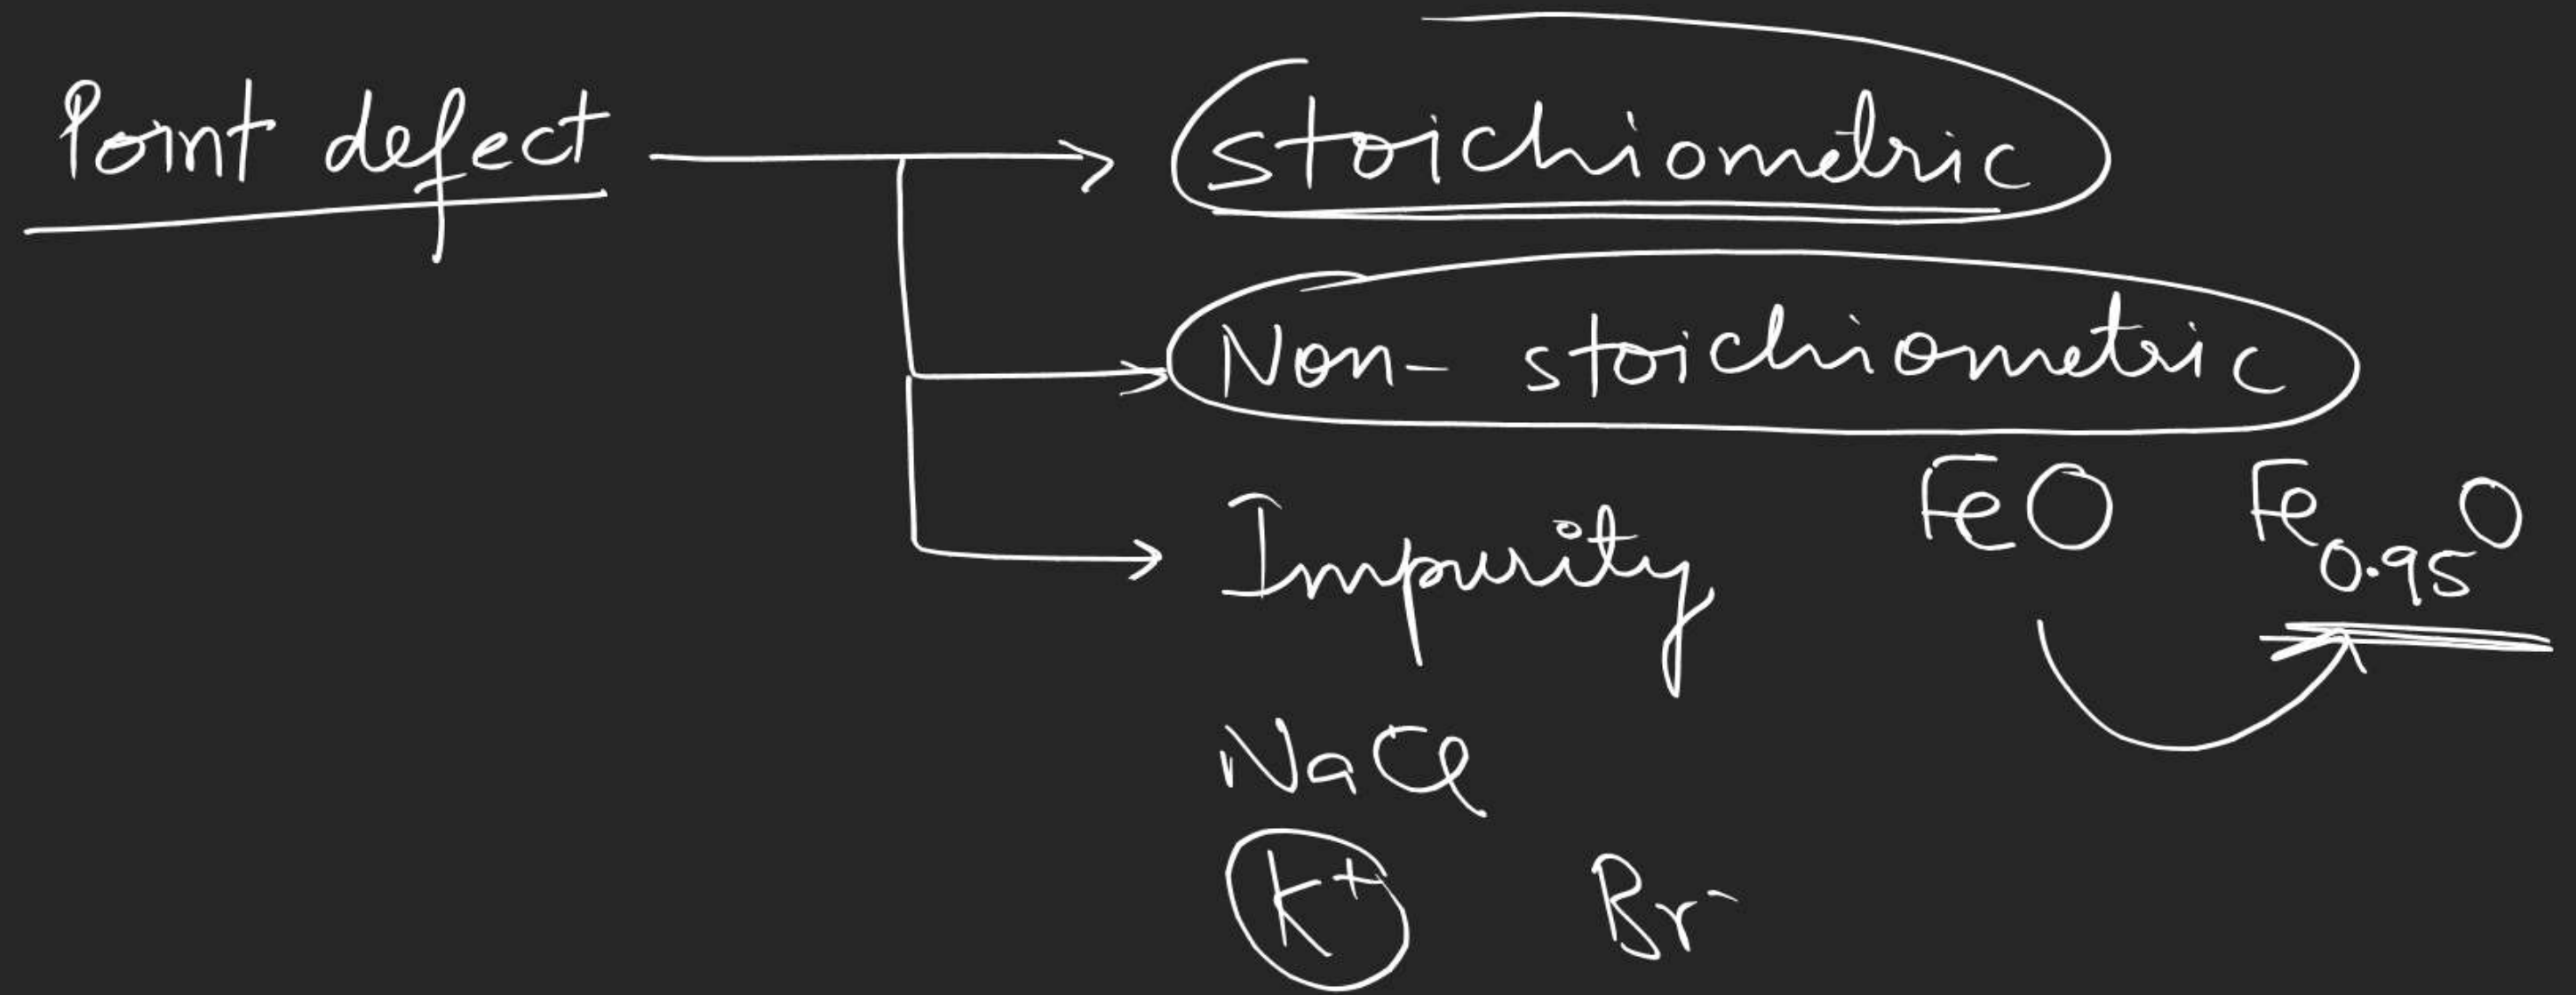 Point defect → stoichiometric
→ Non- stoichiometric
FeO Fe0.95O
→ Impurity
NaCl
K+ Br-